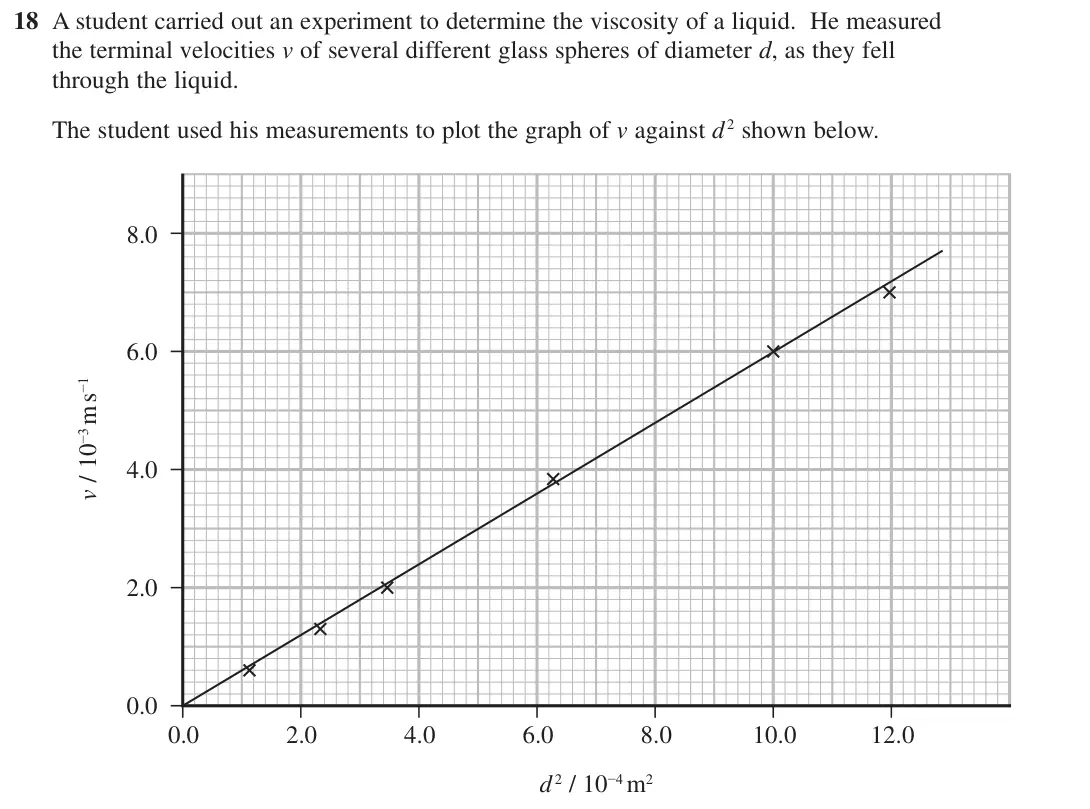 18 A student carried out an experiment to determine the viscosity of a liquid. He measured
the terminal velocities v of several different glass spheres of diameter d, as they fell
through the liquid.
The student used his measurements to plot the graph of v against d² shown below.
8.0
6.0
4.0
2.0
0.0
v / 10⁻³ m s⁻¹
0.0 2.0 4.0 6.0 8.0 10.0 12.0
d² / 10⁻⁴ m²